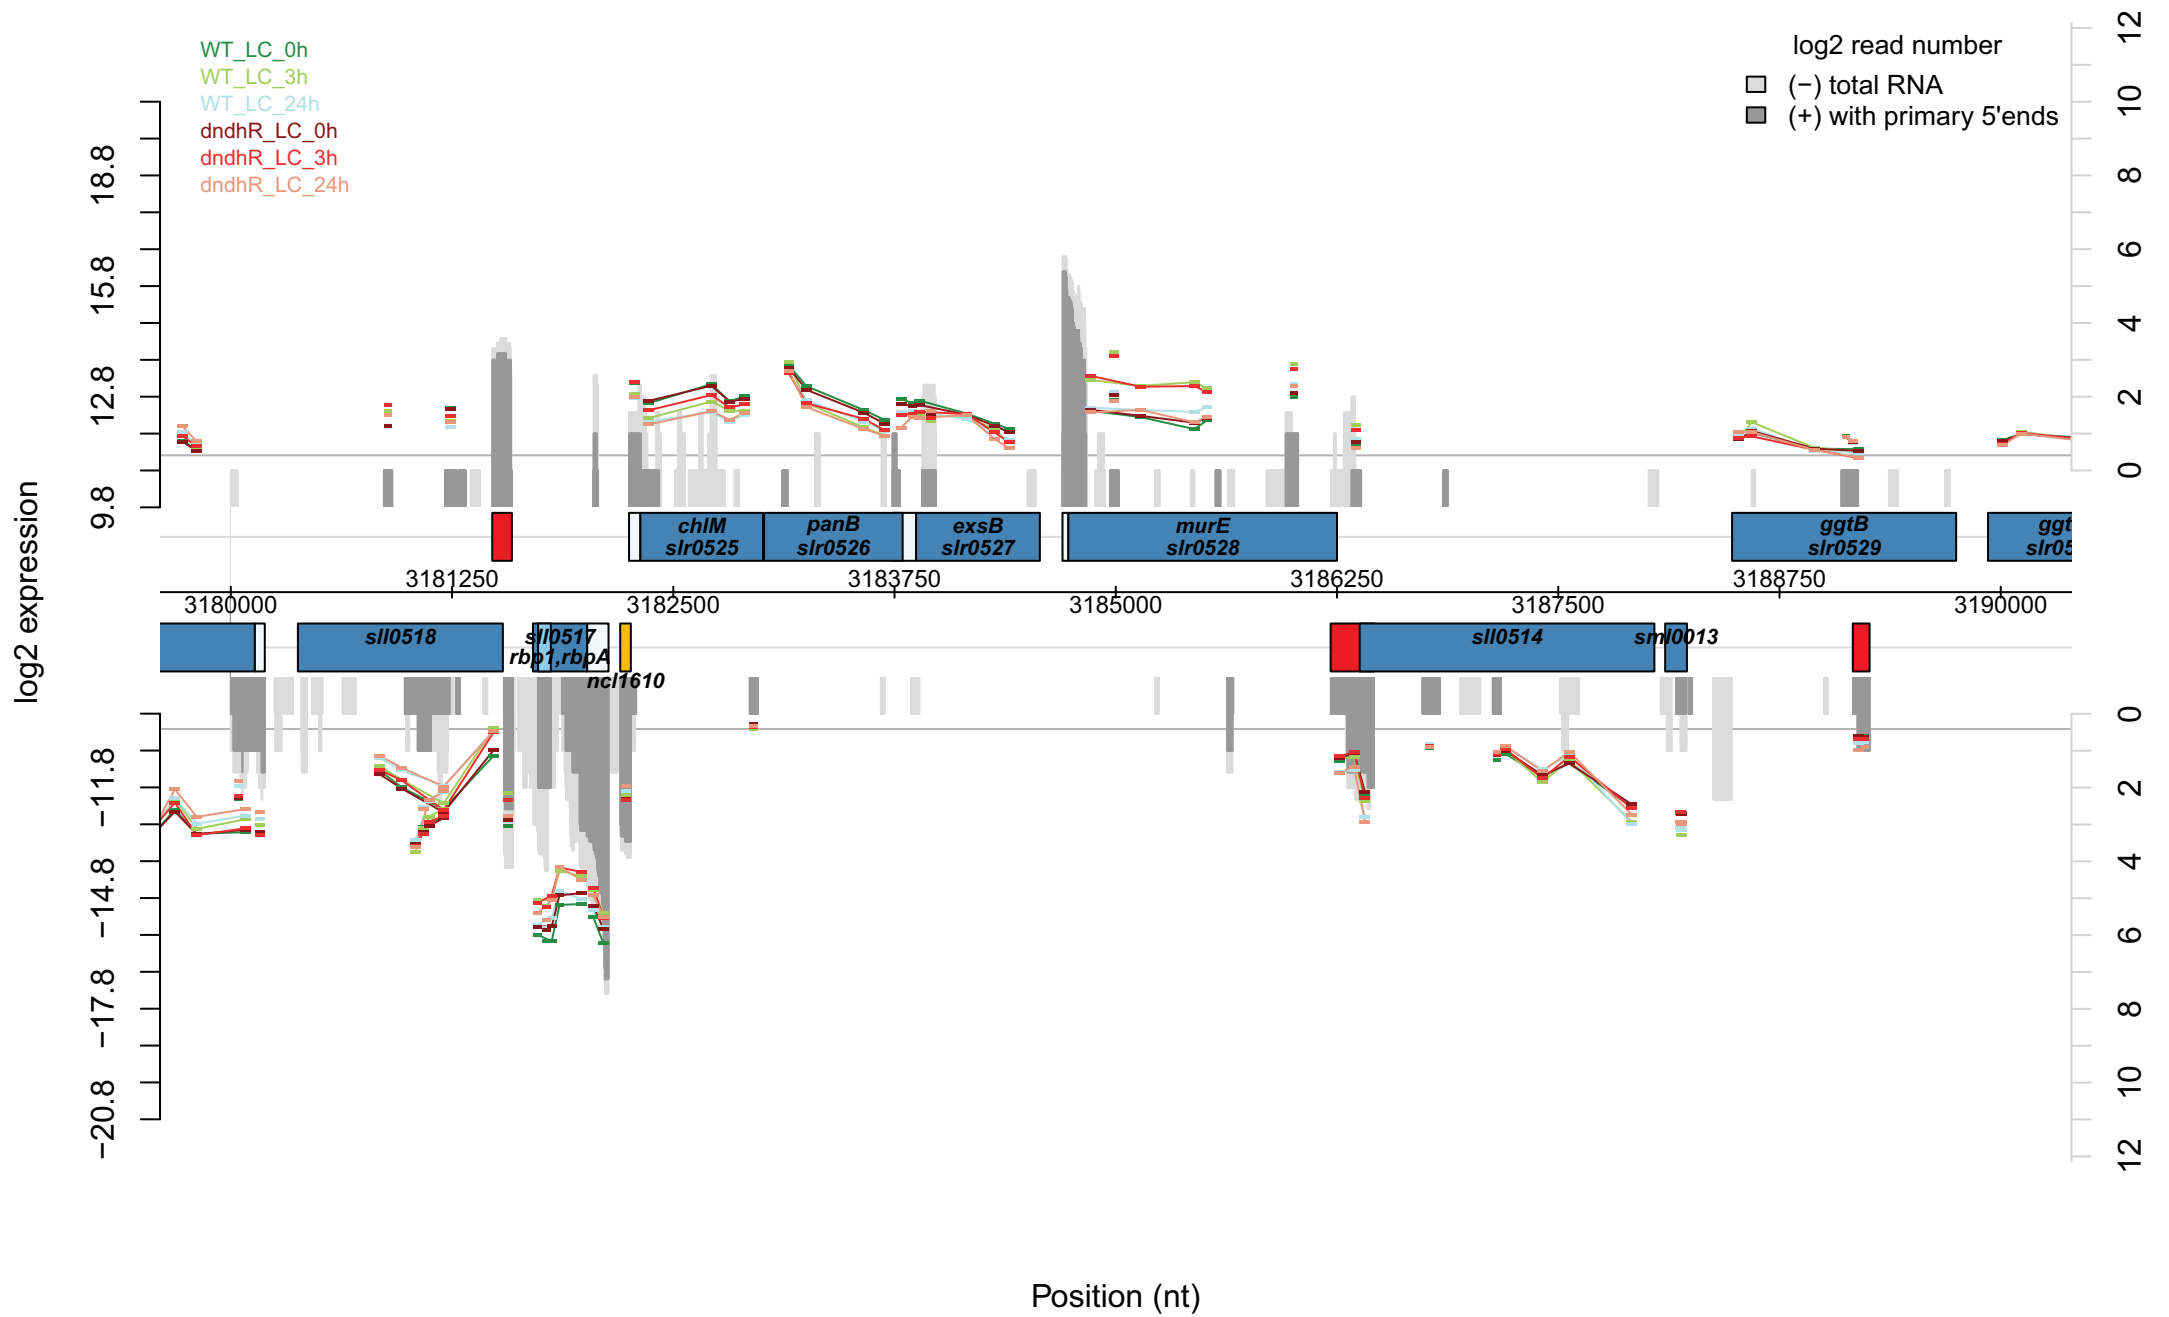 WT_LC_0h
WT_LC_3h
WT_LC_24h
dndhR_LC_0h
dndhR_LC_3h
dndhR_LC_24h
log2 read number
(−) total RNA
(+) with primary 5'ends
log2 expression
18.8
15.8
12.8
9.8
12
10
8
6
4
2
0
chlM
slr0525
panB
slr0526
exsB
slr0527
murE
slr0528
ggtB
slr0529
ggt
slr05
3181250
3183750
3186250
3188750
3180000
3182500
3185000
3187500
3190000
sll0518
sll0517
rbp1,rbpA
ncl1610
sll0514
sml0013
−11.8
−14.8
−17.8
−20.8
0
2
4
6
8
10
12
Position (nt)